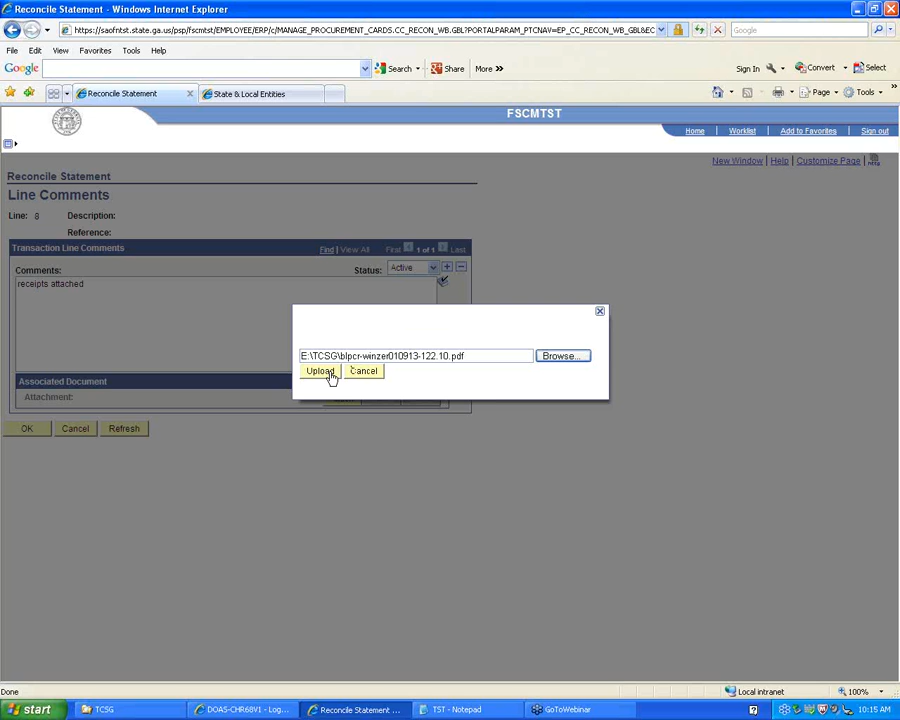 Reconcile Statement - Windows Internet Explorer
https://saofntst.state.ga.us/psp/fscmtst/EMPLOYEE/ERP/c/MANAGE_PROCUREMENT_CARDS.CC_RECON_WB.GBL?PORTALPARAM_PTCNAV=EP_CC_RECON_WB_GBL&EC
Google
File Edit View Favorites Tools Help
Google Search Share More »
Sign In Convert Select
Reconcile Statement State & Local Entities
Page Tools »
FSCMTST
Home Worklist Add to Favorites Sign out
New Window | Help | Customize Page | http
Reconcile Statement
Line Comments
Line: 8 Description:
Reference:
Transaction Line Comments Find | View All First 1 of 1 Last
Comments: Status: Active + −
receipts attached
E:\TCSG\blpcr-winzer010913-122.10.pdf Browse...
Upload Cancel
Associated Document
Attachment:
OK Cancel Refresh
Done Local intranet 100%
start TCSG DOAS-CHR68V1 - Log... Reconcile Statement ... TST - Notepad GoToWebinar 10:15 AM